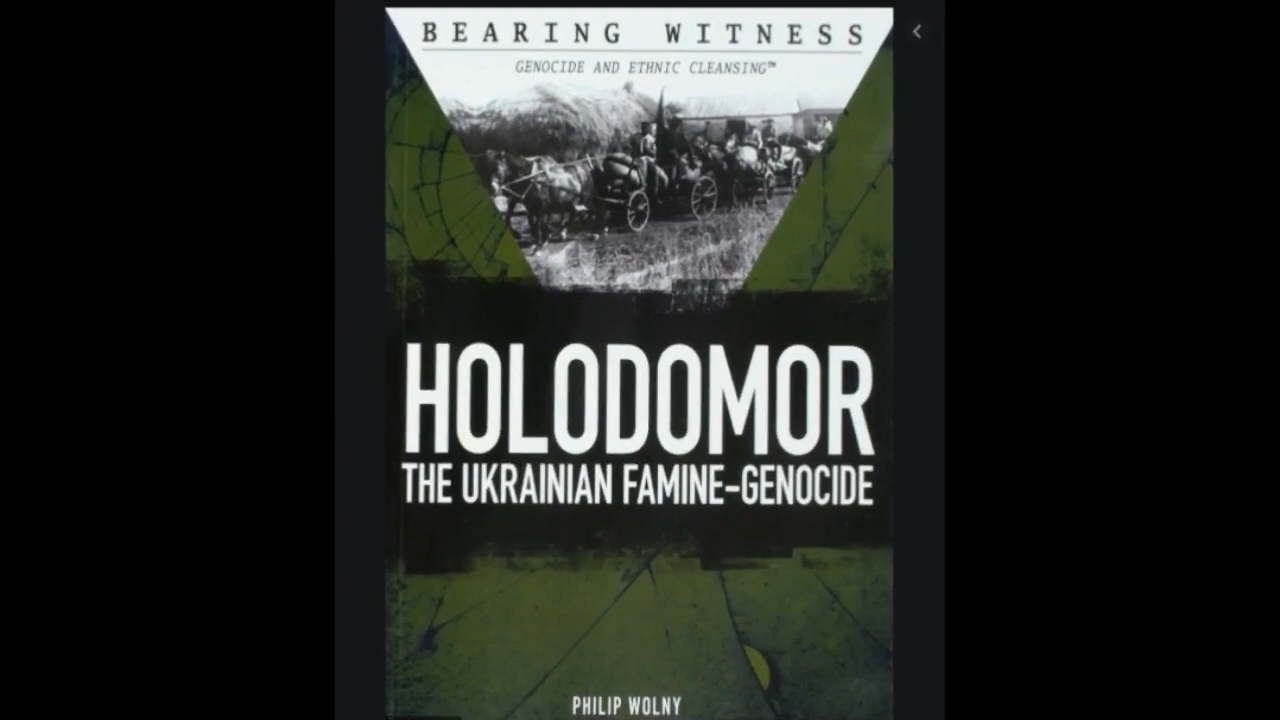 BEARING WITNESS
GENOCIDE AND ETHNIC CLEANSING™
HOLODOMOR
THE UKRAINIAN FAMINE-GENOCIDE
PHILIP WOLNY